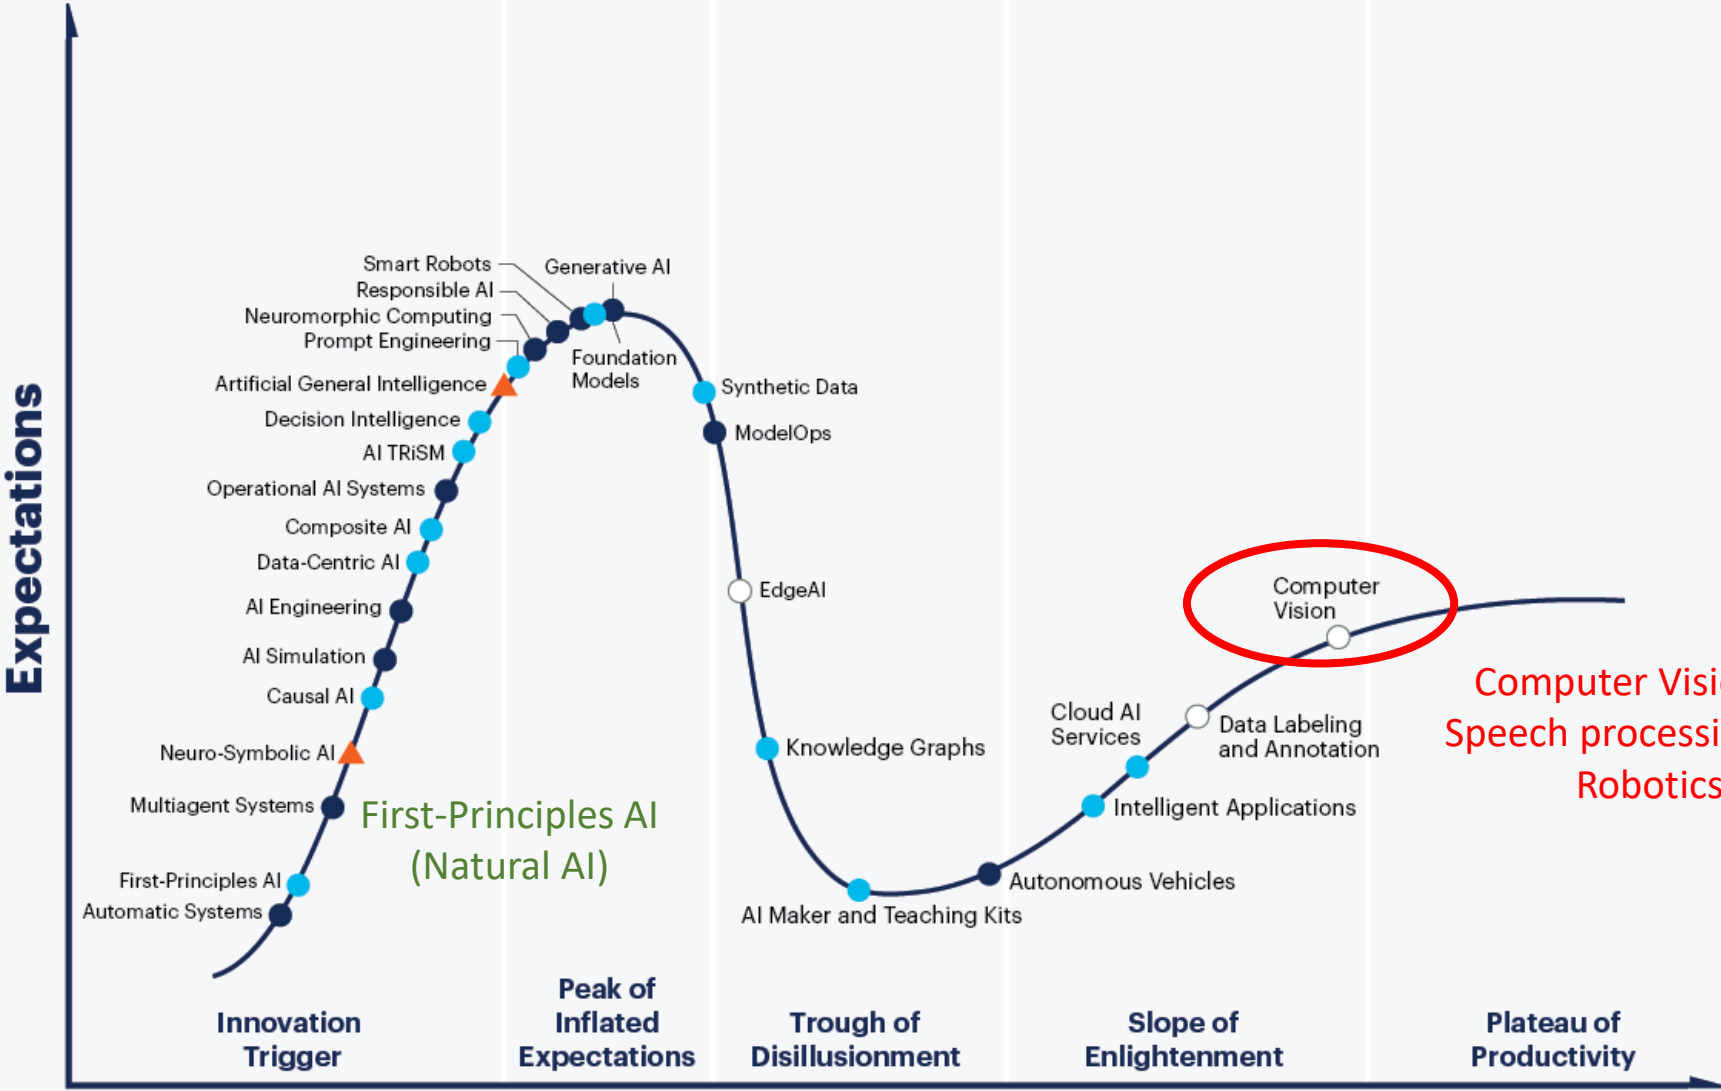 Expectations
Smart Robots
Responsible AI
Neuromorphic Computing
Prompt Engineering
Artificial General Intelligence
Decision Intelligence
AI TRiSM
Operational AI Systems
Composite AI
Data-Centric AI
AI Engineering
AI Simulation
Causal AI
Neuro-Symbolic AI
Multiagent Systems
First-Principles AI
Automatic Systems
First-Principles AI
(Natural AI)
Generative AI
Foundation
Models
Synthetic Data
ModelOps
EdgeAI
Knowledge Graphs
AI Maker and Teaching Kits
Autonomous Vehicles
Intelligent Applications
Cloud AI
Services
Data Labeling
and Annotation
Computer
Vision
Computer Visi
Speech processi
Robotics
Innovation
Trigger
Peak of
Inflated
Expectations
Trough of
Disillusionment
Slope of
Enlightenment
Plateau of
Productivity